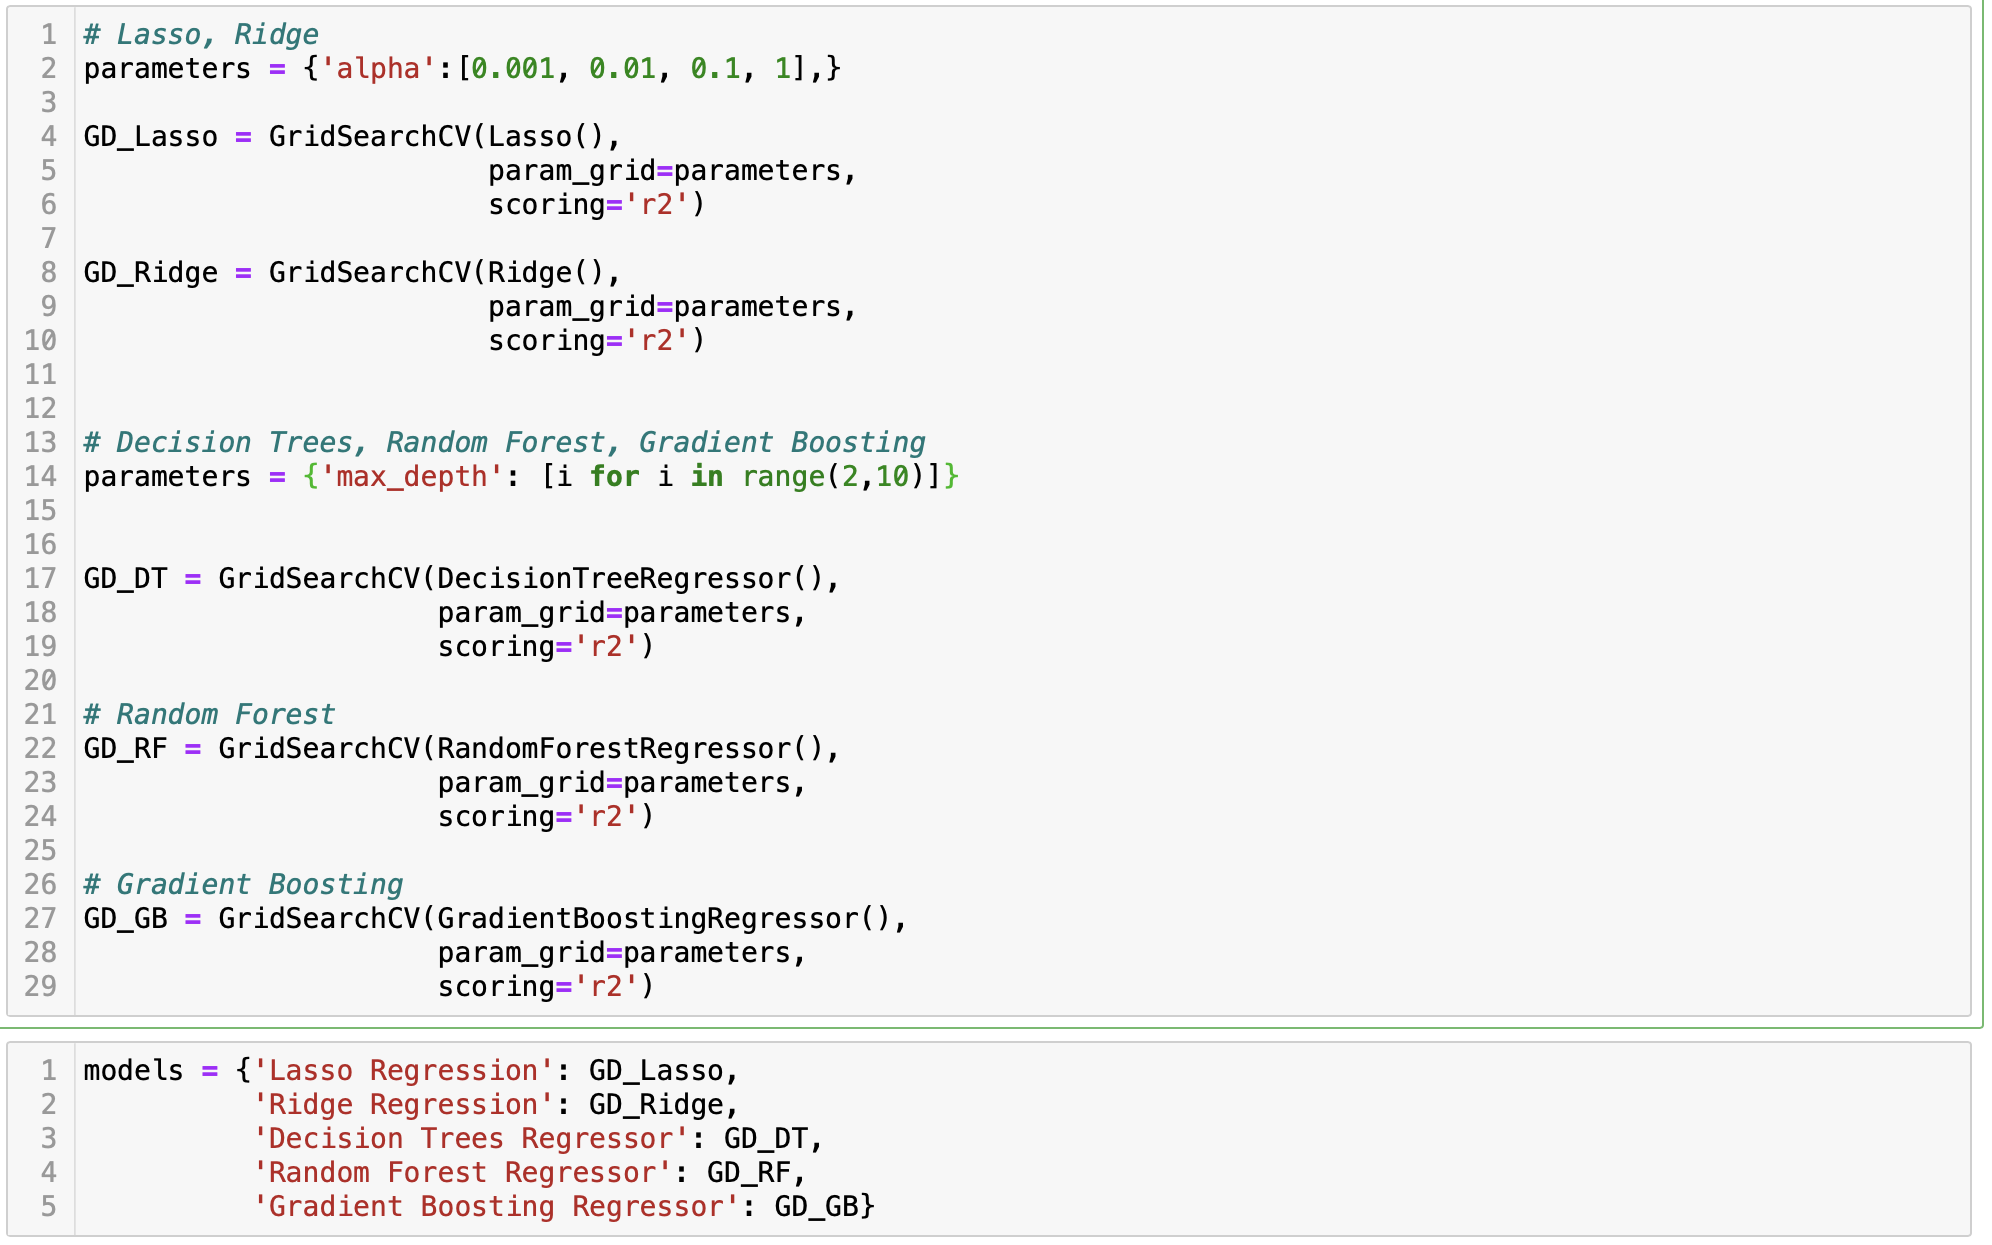 1 # Lasso, Ridge
2 parameters = {'alpha':[0.001, 0.01, 0.1, 1],}
3
4 GD_Lasso = GridSearchCV(Lasso(),
5                         param_grid=parameters,
6                         scoring='r2')
7
8 GD_Ridge = GridSearchCV(Ridge(),
9                         param_grid=parameters,
10                         scoring='r2')
11
12
13 # Decision Trees, Random Forest, Gradient Boosting
14 parameters = {'max_depth': [i for i in range(2,10)]}
15
16
17 GD_DT = GridSearchCV(DecisionTreeRegressor(),
18                      param_grid=parameters,
19                      scoring='r2')
20
21 # Random Forest
22 GD_RF = GridSearchCV(RandomForestRegressor(),
23                      param_grid=parameters,
24                      scoring='r2')
25
26 # Gradient Boosting
27 GD_GB = GridSearchCV(GradientBoostingRegressor(),
28                      param_grid=parameters,
29                      scoring='r2')
1 models = {'Lasso Regression': GD_Lasso,
2           'Ridge Regression': GD_Ridge,
3           'Decision Trees Regressor': GD_DT,
4           'Random Forest Regressor': GD_RF,
5           'Gradient Boosting Regressor': GD_GB}